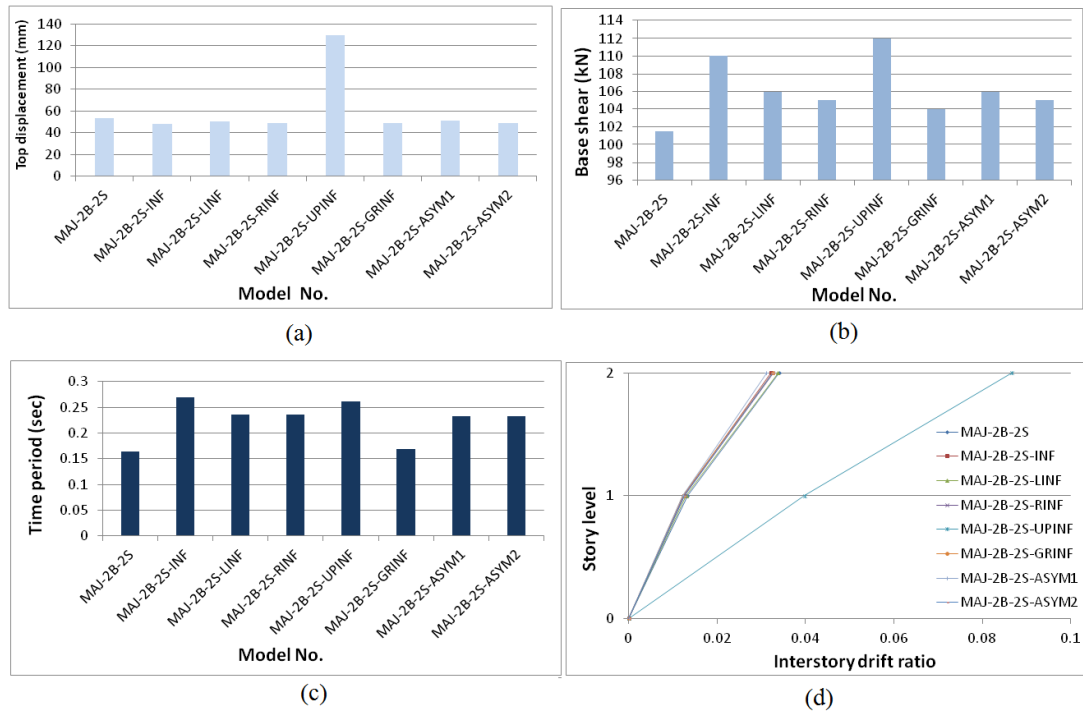 Top displacement (mm)
140
120
100
80
60
40
20
0
MAJ-2B-2S
MAJ-2B-2S-INF
MAJ-2B-2S-LINF
MAJ-2B-2S-RINF
MAJ-2B-2S-UPINF
MAJ-2B-2S-GRINF
MAJ-2B-2S-ASYM1
MAJ-2B-2S-ASYM2
Model No.
(a)
Base shear (kN)
114
112
110
108
106
104
102
100
98
96
MAJ-2B-2S
MAJ-2B-2S-INF
MAJ-2B-2S-LINF
MAJ-2B-2S-RINF
MAJ-2B-2S-UPINF
MAJ-2B-2S-GRINF
MAJ-2B-2S-ASYM1
MAJ-2B-2S-ASYM2
Model No.
(b)
Time period (sec)
0.3
0.25
0.2
0.15
0.1
0.05
0
MAJ-2B-2S
MAJ-2B-2S-INF
MAJ-2B-2S-LINF
MAJ-2B-2S-RINF
MAJ-2B-2S-UPINF
MAJ-2B-2S-GRINF
MAJ-2B-2S-ASYM1
MAJ-2B-2S-ASYM2
Model No.
(c)
Story level
2
1
0
0
0.02
0.04
0.06
0.08
0.1
MAJ-2B-2S
MAJ-2B-2S-INF
MAJ-2B-2S-LINF
MAJ-2B-2S-RINF
MAJ-2B-2S-UPINF
MAJ-2B-2S-GRINF
MAJ-2B-2S-ASYM1
MAJ-2B-2S-ASYM2
Interstory drift ratio
(d)